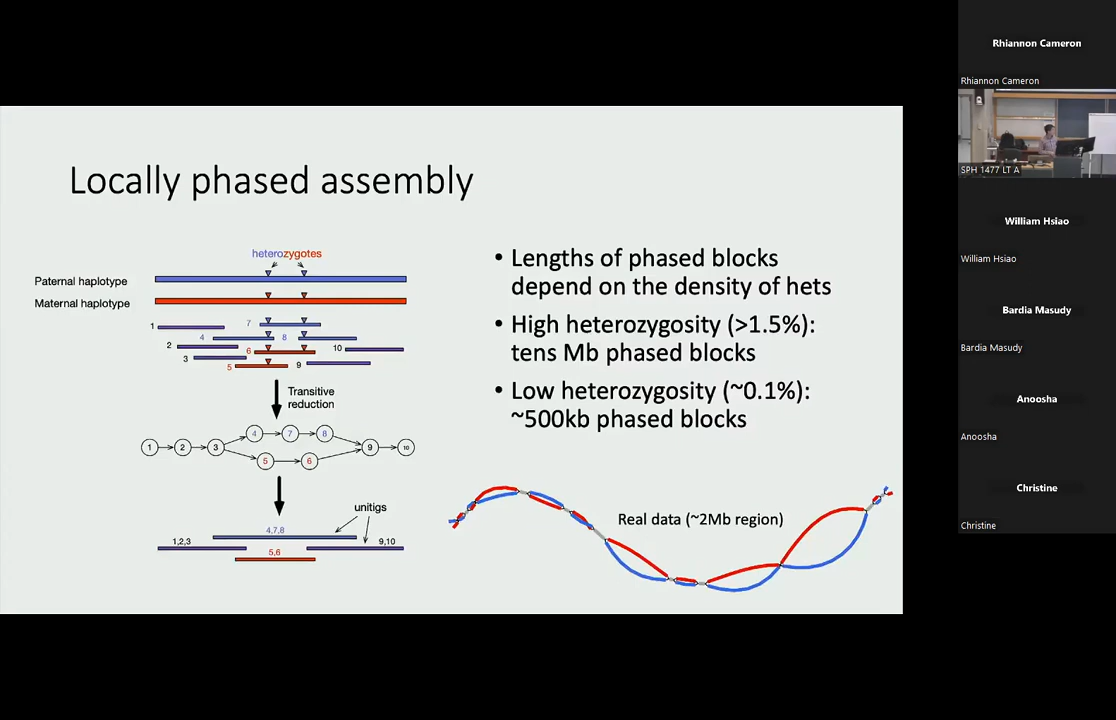 Locally phased assembly
heterozygotes
Paternal haplotype
Maternal haplotype
1
7
4
8
2
6
10
3
5
9
Transitive
reduction
4
7
8
1
2
3
9
10
5
6
unitigs
4,7,8
1,2,3
5,6
9,10
• Lengths of phased blocks
depend on the density of hets
• High heterozygosity (>1.5%):
tens Mb phased blocks
• Low heterozygosity (~0.1%):
~500kb phased blocks
Real data (~2Mb region)
Rhiannon Cameron
Rhiannon Cameron
SPH 1477 LT A
William Hsiao
William Hsiao
Bardia Masudy
Bardia Masudy
Anoosha
Anoosha
Christine
Christine